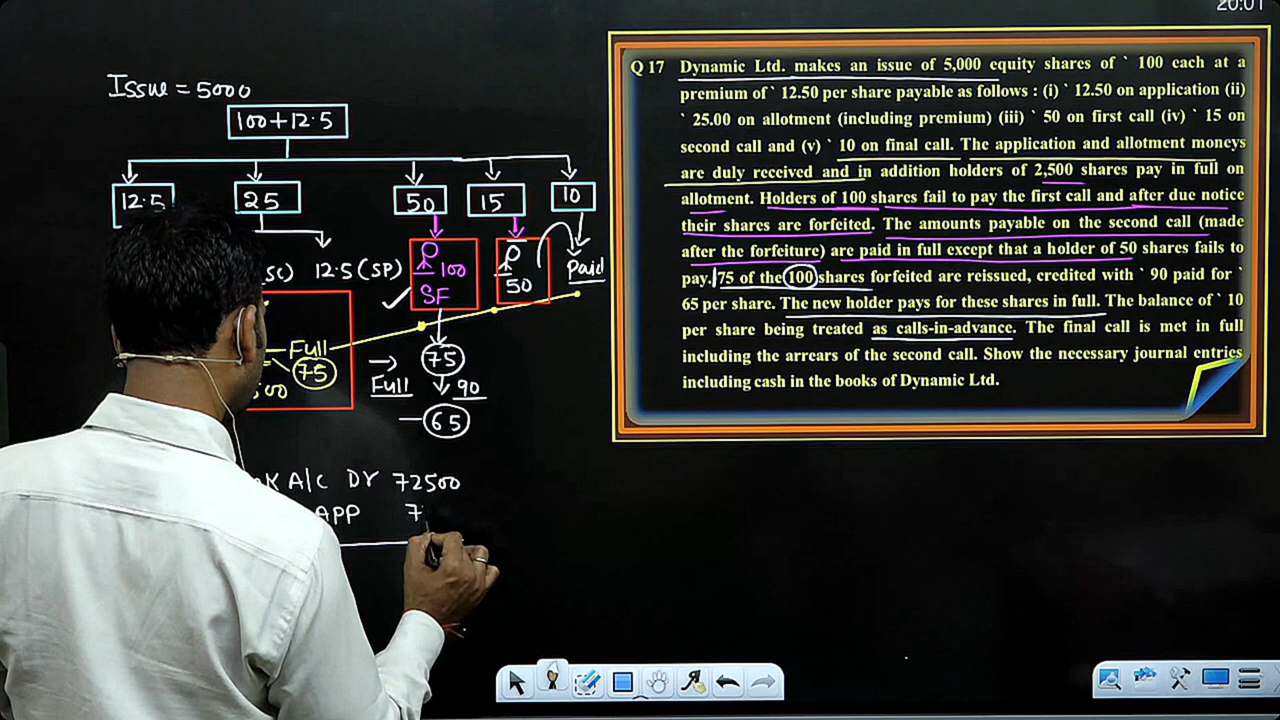 20:01
Issue = 5000
100+12.5
12.5 25 50 15 10
SC) 12.5 (SP) 100 50 Paid
SF
Full
75
500
→ Full 75
90
65
A/C Dr 72500
APP 7
Q 17 Dynamic Ltd. makes an issue of 5,000 equity shares of ` 100 each at a
premium of ` 12.50 per share payable as follows : (i) ` 12.50 on application (ii)
` 25.00 on allotment (including premium) (iii) ` 50 on first call (iv) ` 15 on
second call and (v) ` 10 on final call. The application and allotment moneys
are duly received and in addition holders of 2,500 shares pay in full on
allotment. Holders of 100 shares fail to pay the first call and after due notice
their shares are forfeited. The amounts payable on the second call (made
after the forfeiture) are paid in full except that a holder of 50 shares fails to
pay. 75 of the 100 shares forfeited are reissued, credited with ` 90 paid for `
65 per share. The new holder pays for these shares in full. The balance of ` 10
per share being treated as calls-in-advance. The final call is met in full
including the arrears of the second call. Show the necessary journal entries
including cash in the books of Dynamic Ltd.